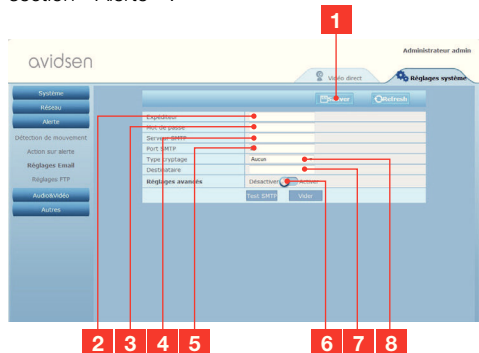 section « Alerte » :
1
Administrateur admin
avidsen
Vidéo direct
Réglages système
Système
Réseau
Alerte
Détection de mouvement
Action sur alerte
Réglages Email
Réglages FTP
Audio&Vidéo
Autres
Refresh
Expéditeur
Mot de passe
Serveur SMTP
Port SMTP
Type cryptage
Aucun
Destinataire
Réglages avancés
Désactiver
Activer
Test SMTP
Vider
2 3 4 5 6 7 8